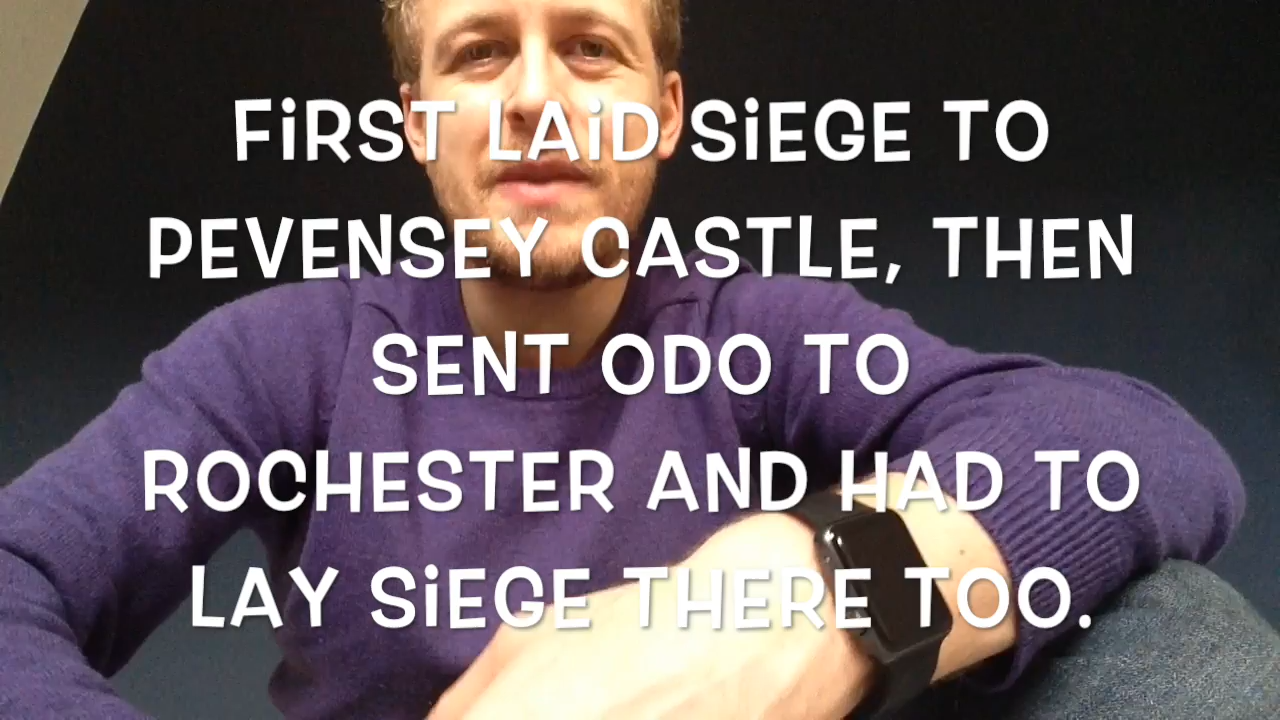 FiRST LAiD SiEGE TO
PEVENSEY CASTLE, THEN
SENT ODO TO
ROCHESTER AND HAD TO
LAY SiEGE THERE TOO.